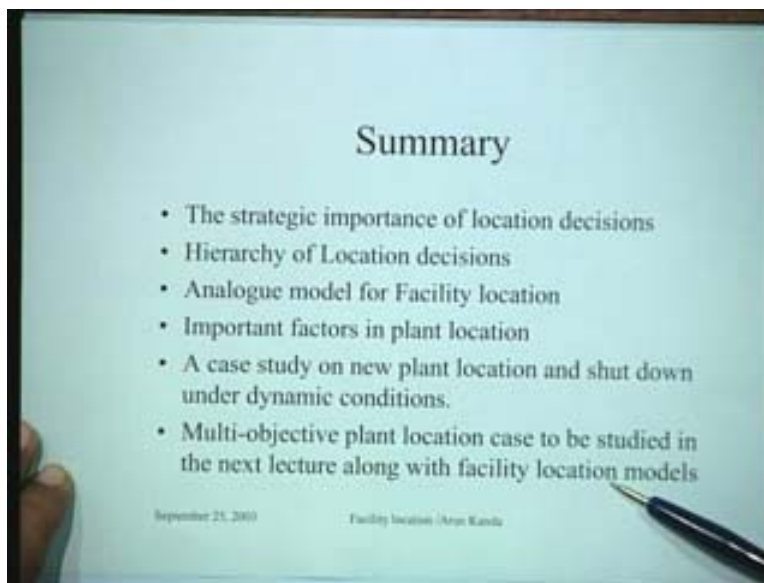 Summary
• The strategic importance of location decisions
• Hierarchy of Location decisions
• Analogue model for Facility location
• Important factors in plant location
• A case study on new plant location and shut down
under dynamic conditions.
• Multi-objective plant location case to be studied in
the next lecture along with facility location models
September 25, 2003 Facility location /Arun Kanda